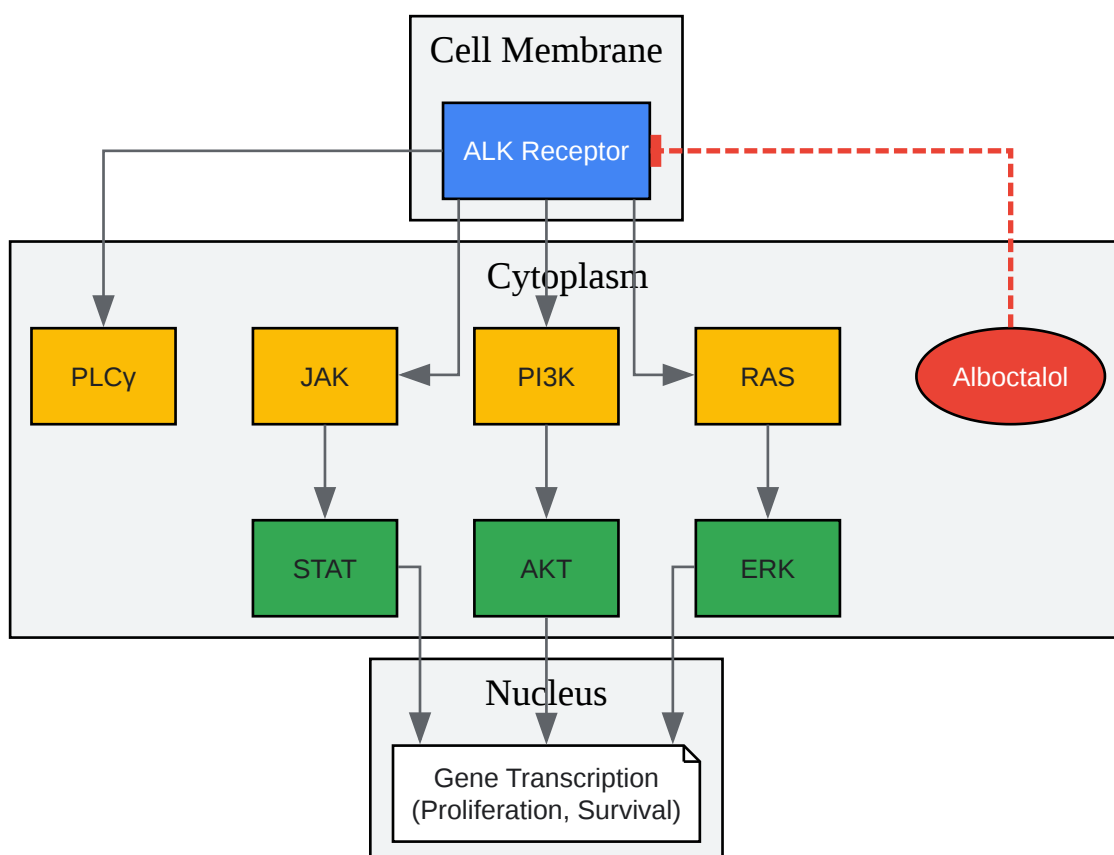 Cell Membrane
ALK Receptor
Cytoplasm
PLCγ
JAK
PI3K
RAS
Alboctalol
STAT
AKT
ERK
Nucleus
Gene Transcription
(Proliferation, Survival)